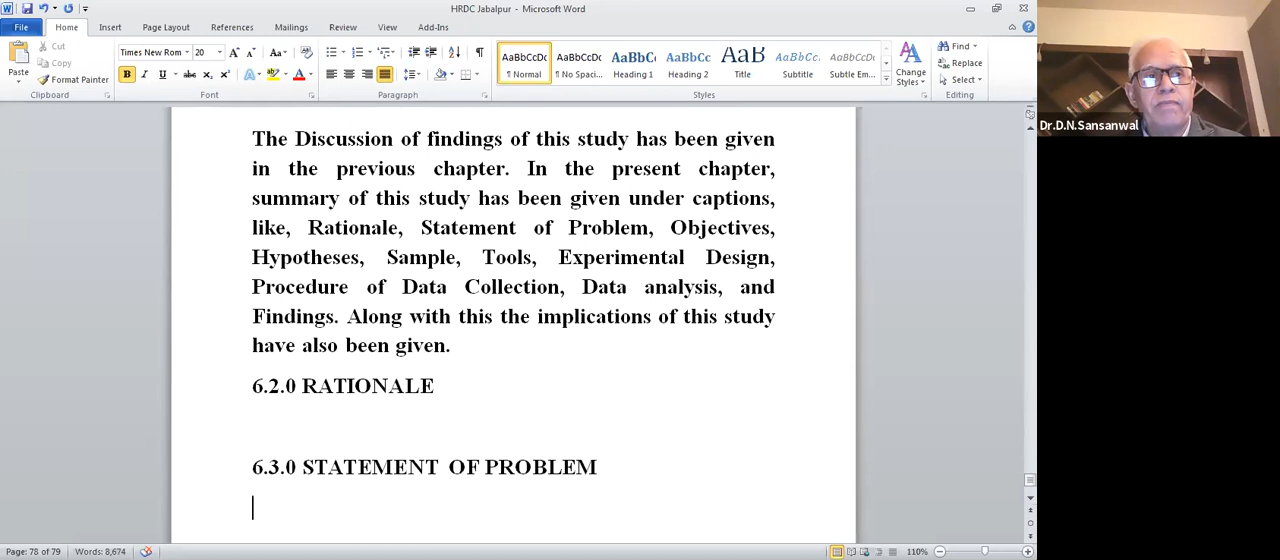 HRDC Jabalpur - Microsoft Word
File Home Insert Page Layout References Mailings Review View Add-Ins
Cut
Copy
Format Painter
Paste
Clipboard
Times New Rom 20
Font
Paragraph
AaBbCcDc AaBbCcDc AaBbCc AaBbCc AaB AaBbCc. AaBbCcDc
¶ Normal ¶ No Spaci... Heading 1 Heading 2 Title Subtitle Subtle Em...
Change
Styles
Styles
Find
Replace
Select
Editing
Dr.D.N.Sansanwal
The Discussion of findings of this study has been given
in the previous chapter. In the present chapter,
summary of this study has been given under captions,
like, Rationale, Statement of Problem, Objectives,
Hypotheses, Sample, Tools, Experimental Design,
Procedure of Data Collection, Data analysis, and
Findings. Along with this the implications of this study
have also been given.
6.2.0 RATIONALE
6.3.0 STATEMENT OF PROBLEM
Page: 78 of 79 Words: 8,674 110%